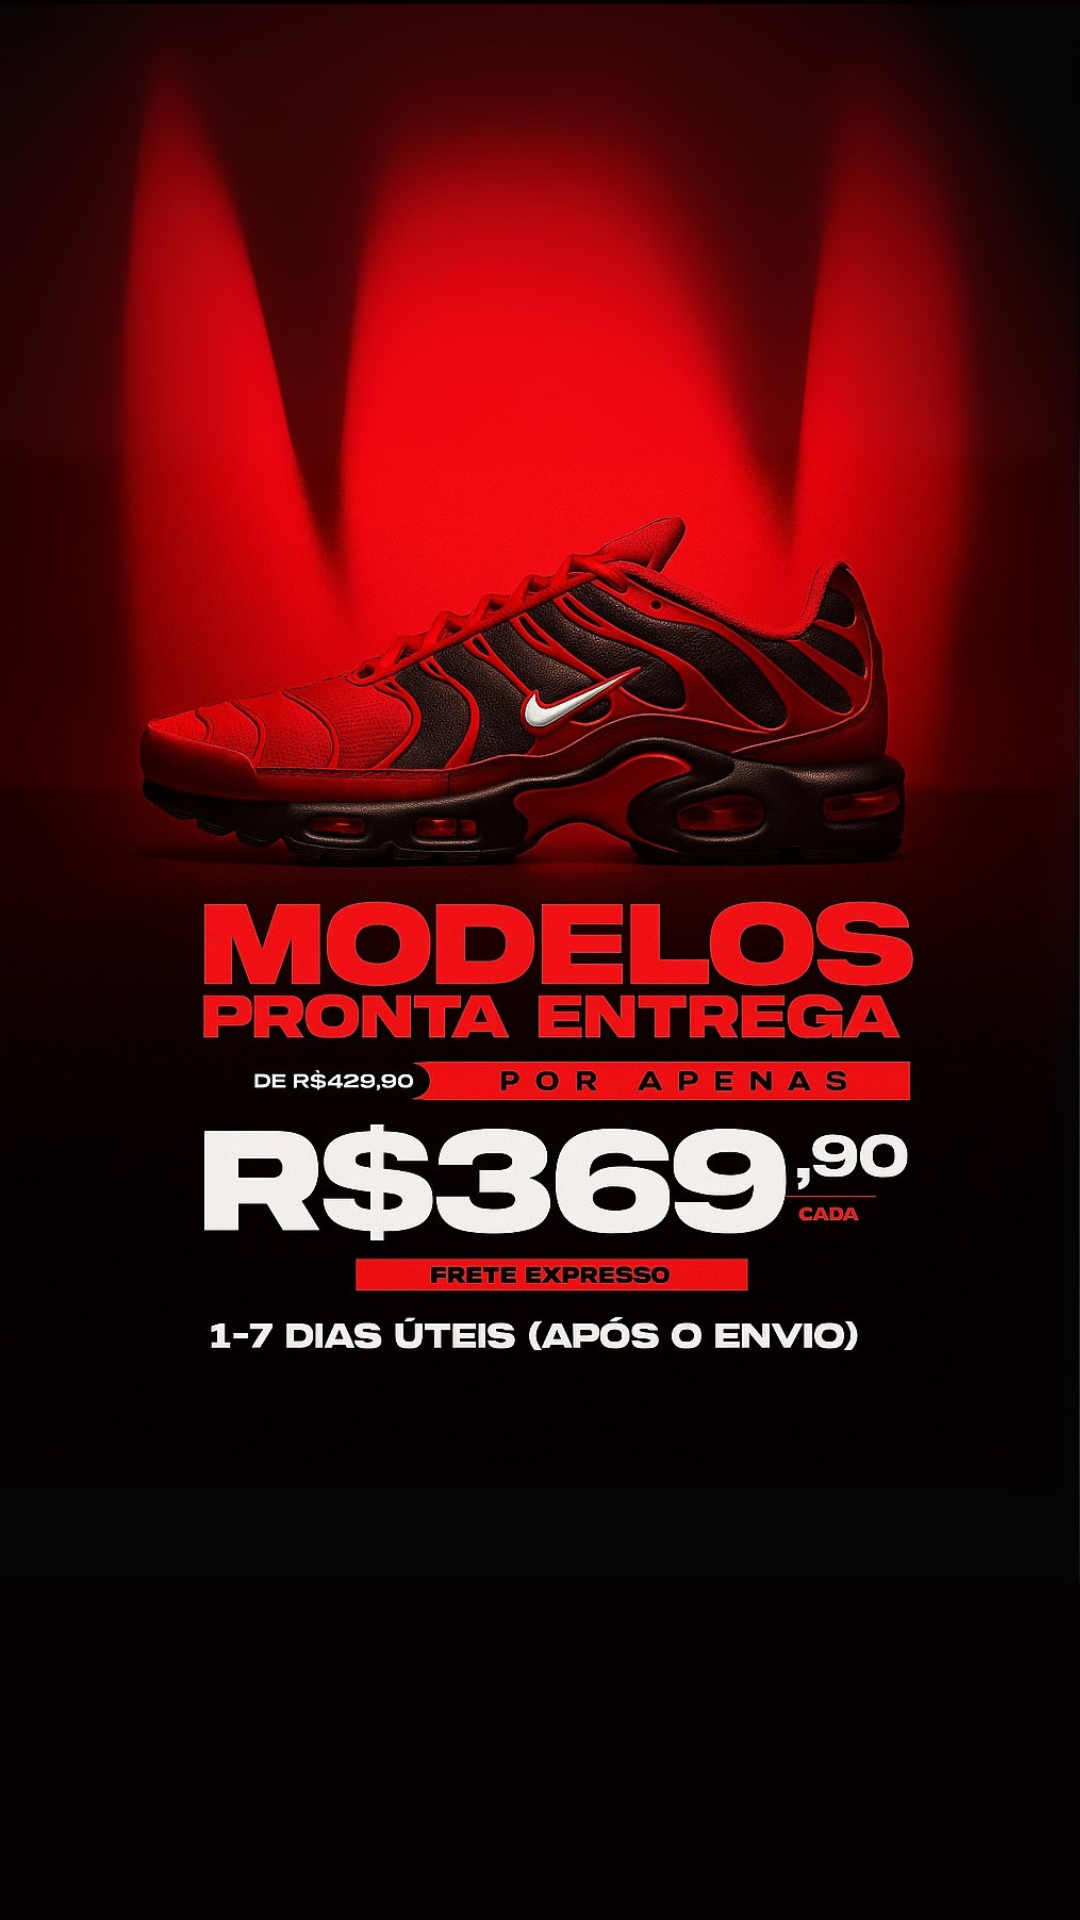 MODELOS
PRONTA ENTREGA
DE R$429,90 POR APENAS
R$369,90
CADA
FRETE EXPRESSO
1-7 DIAS ÚTEIS (APÓS O ENVIO)